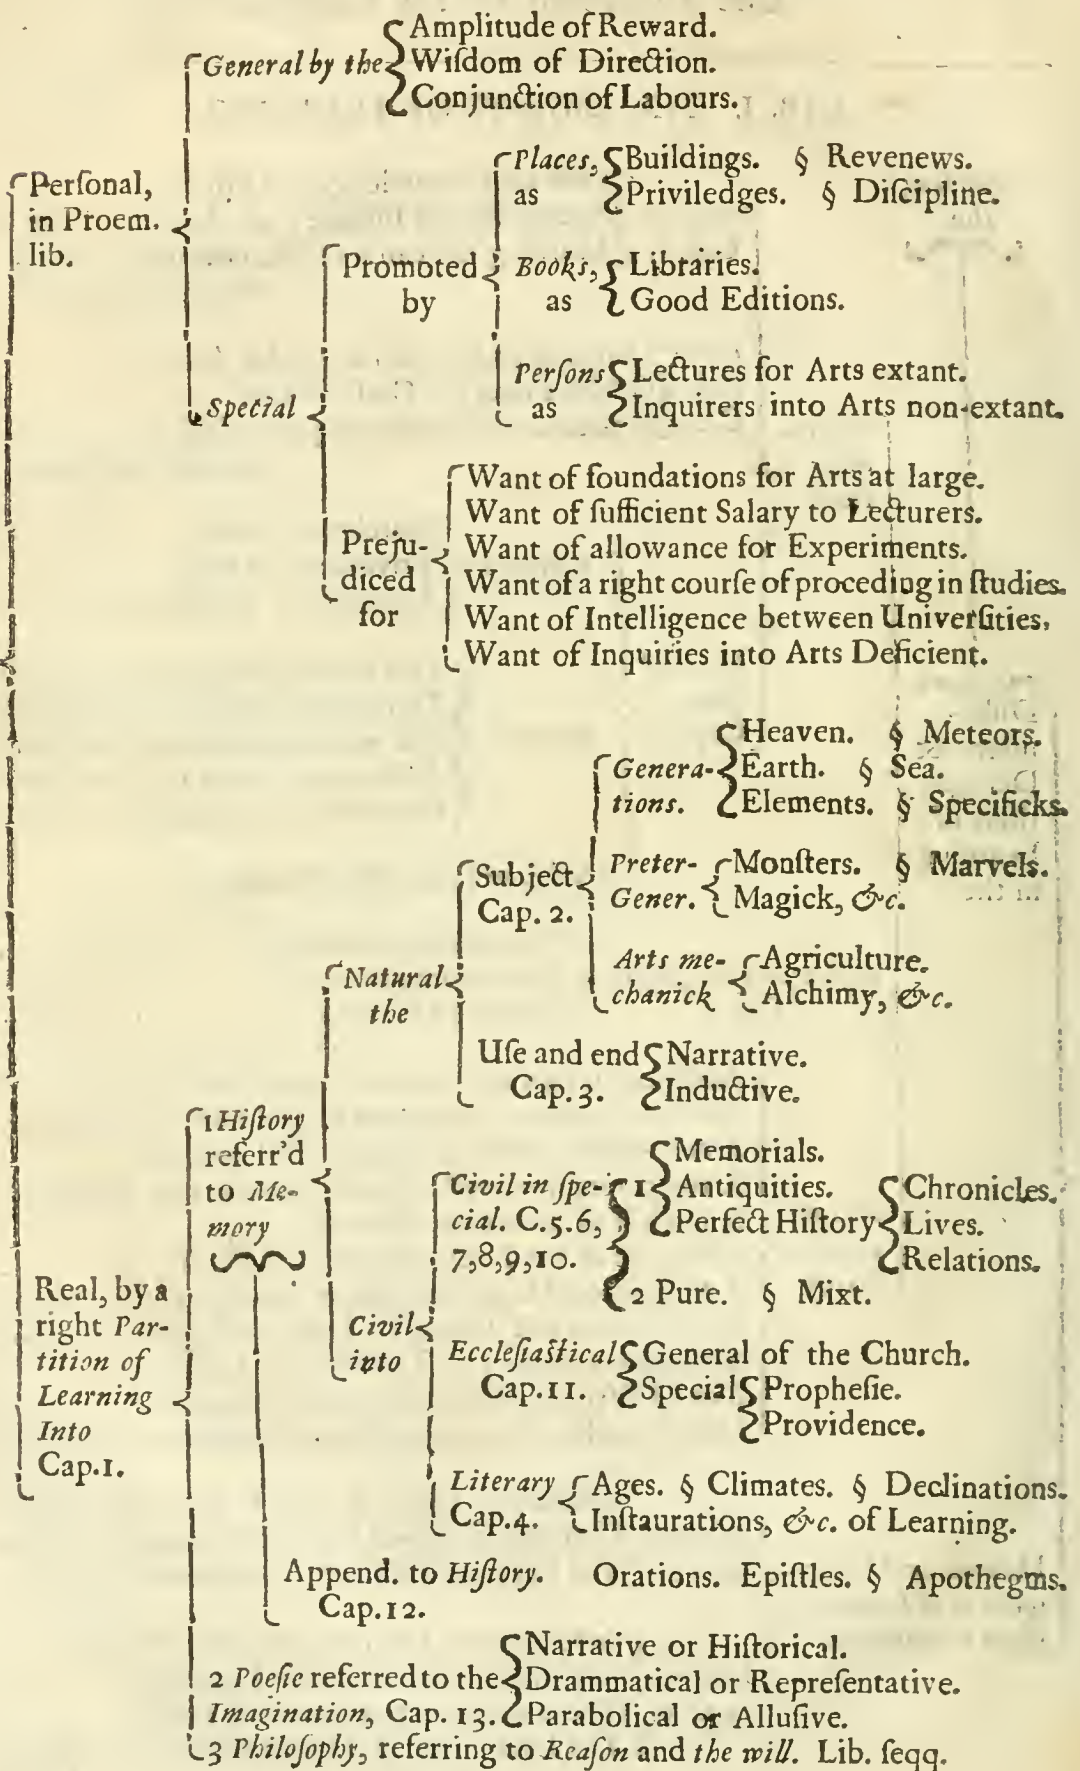 Amplitude of Reward.
General by the Wiſdom of Direction.
Conjunction of Labours.
Perſonal,
in Proem.
lib.
Places, Buildings. § Revenews.
as Priviledges. § Diſcipline.
Promoted
by
Books, Libraries.
as Good Editions.
Perſons Lectures for Arts extant.
as Inquirers into Arts non-extant.
Special
Want of foundations for Arts at large.
Want of ſufficient Salary to Lecturers.
Preju- Want of allowance for Experiments.
diced Want of a right courſe of proceding in ſtudies.
for Want of Intelligence between Univerſities,
Want of Inquiries into Arts Deficient.
Heaven. § Meteors.
Genera- Earth. § Sea.
tions. Elements. § Specificks.
Subject
Cap. 2.
Preter- Monſters. § Marvels.
Gener. Magick, &c.
Arts me- Agriculture.
chanick Alchimy, &c.
Natural
the
Uſe and end Narrative.
Cap. 3. Inductive.
1 Hiſtory
referr'd
to Me-
mory
Memorials.
Civil in ſpe- 1 Antiquities. Chronicles.
cial. C.5.6, Perfect Hiſtory Lives.
7,8,9,10. Relations.
2 Pure. § Mixt.
Real, by a
right Par-
tition of
Learning
Into
Cap.1.
Civil
into
Eccleſiaſtical General of the Church.
Cap.11. Special Propheſie.
Providence.
Literary Ages. § Climates. § Declinations.
Cap.4. Inſtaurations, &c. of Learning.
Append. to Hiſtory. Orations. Epiſtles. § Apothegms.
Cap.12.
Narrative or Hiſtorical.
2 Poeſie referred to the Drammatical or Repreſentative.
Imagination, Cap. 13. Parabolical or Alluſive.
3 Philoſophy, referring to Reaſon and the will. Lib. ſeqq.